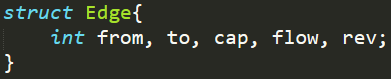 struct Edge{
    int from, to, cap, flow, rev;
}